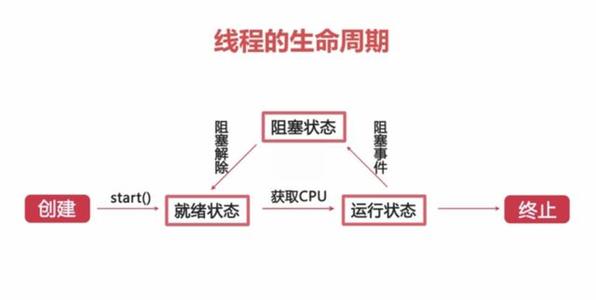 线程的生命周期
阻塞状态
阻塞解除
阻塞事件
创建
start()
就绪状态
获取CPU
运行状态
终止